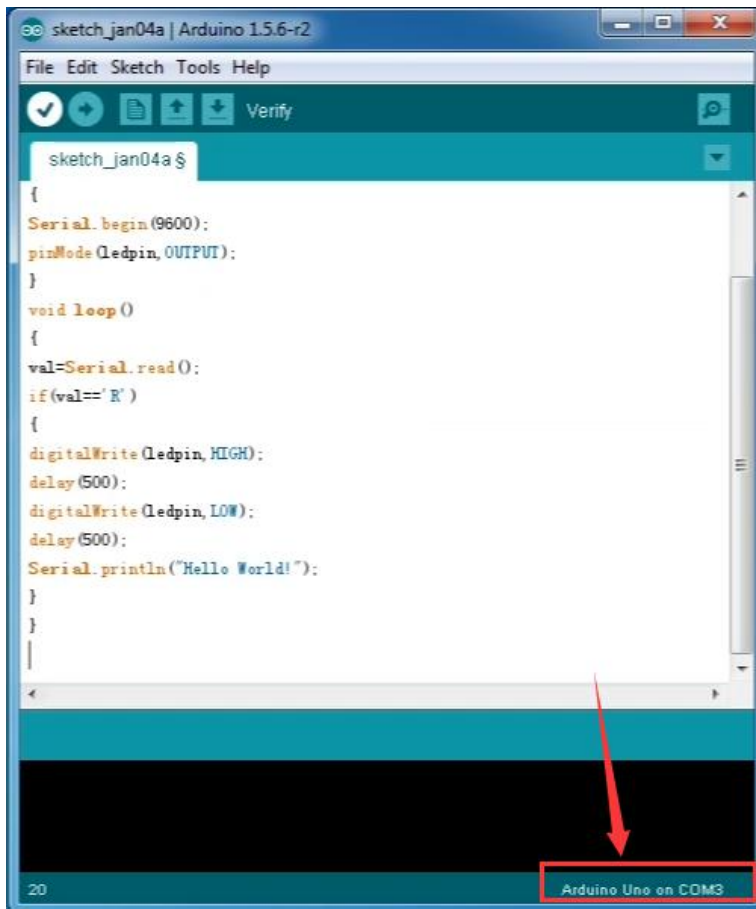 sketch_jan04a | Arduino 1.5.6-r2
File Edit Sketch Tools Help
Verify
sketch_jan04a §
{
Serial.begin(9600);
pinMode(ledpin,OUTPUT);
}
void loop()
{
val=Serial.read();
if(val=='R')
{
digitalWrite(ledpin,HIGH);
delay(500);
digitalWrite(ledpin,LOW);
delay(500);
Serial.println("Hello World!");
}
}
20
Arduino Uno on COM3